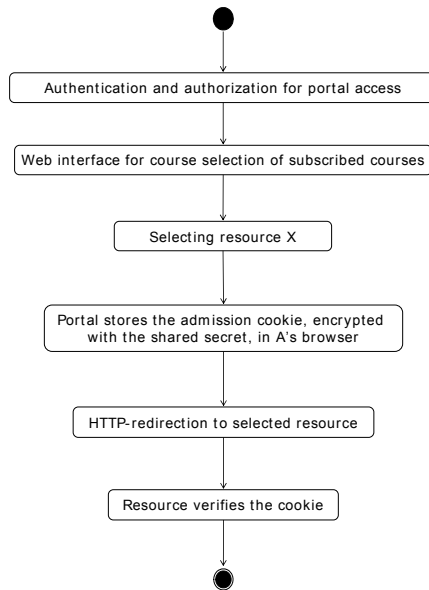 Authentication and authorization for portal access
Web interface for course selection of subscribed courses
Selecting resource X
Portal stores the admission cookie, encrypted
with the shared secret, in A's browser
HTTP-redirection to selected resource
Resource verifies the cookie